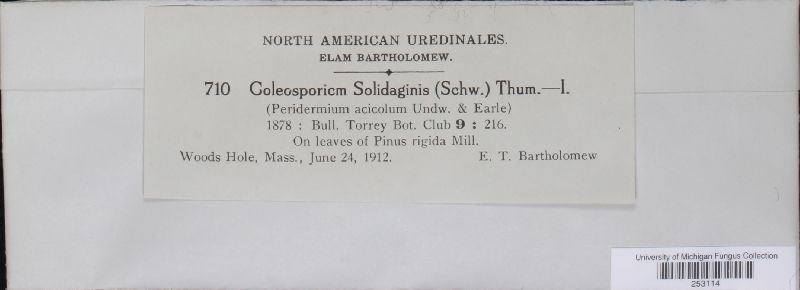 NORTH AMERICAN UREDINALES.
ELAM BARTHOLOMEW.
710 Coleosporicm Solidaginis (Schw.) Thum.—I.
(Peridermium acicolum Undw. & Earle)
1878 : Bull. Torrey Bot. Club 9 : 216.
On leaves of Pinus rigida Mill.
Woods Hole, Mass., June 24, 1912. E. T. Bartholomew
University of Michigan Fungus Collection
253114